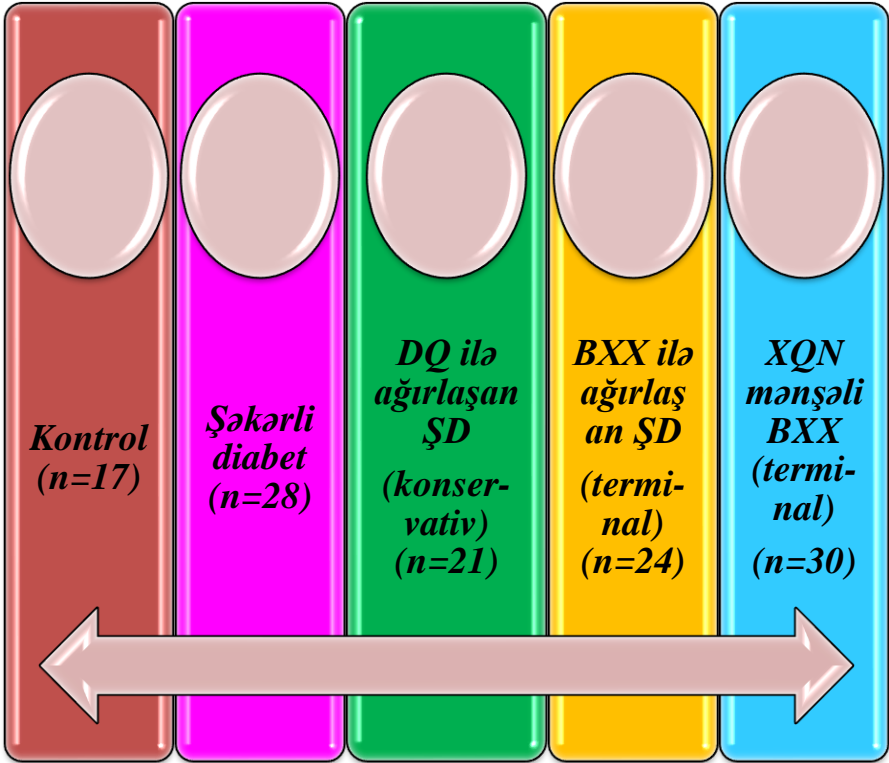 Kontrol
(n=17)
Şəkərli
diabet
(n=28)
DQ ilə
ağırlaşan
ŞD
(konser-
vativ)
(n=21)
BXX ilə
ağırlaş
an ŞD
(termi-
nal)
(n=24)
XQN
mənşəli
BXX
(termi-
nal)
(n=30)